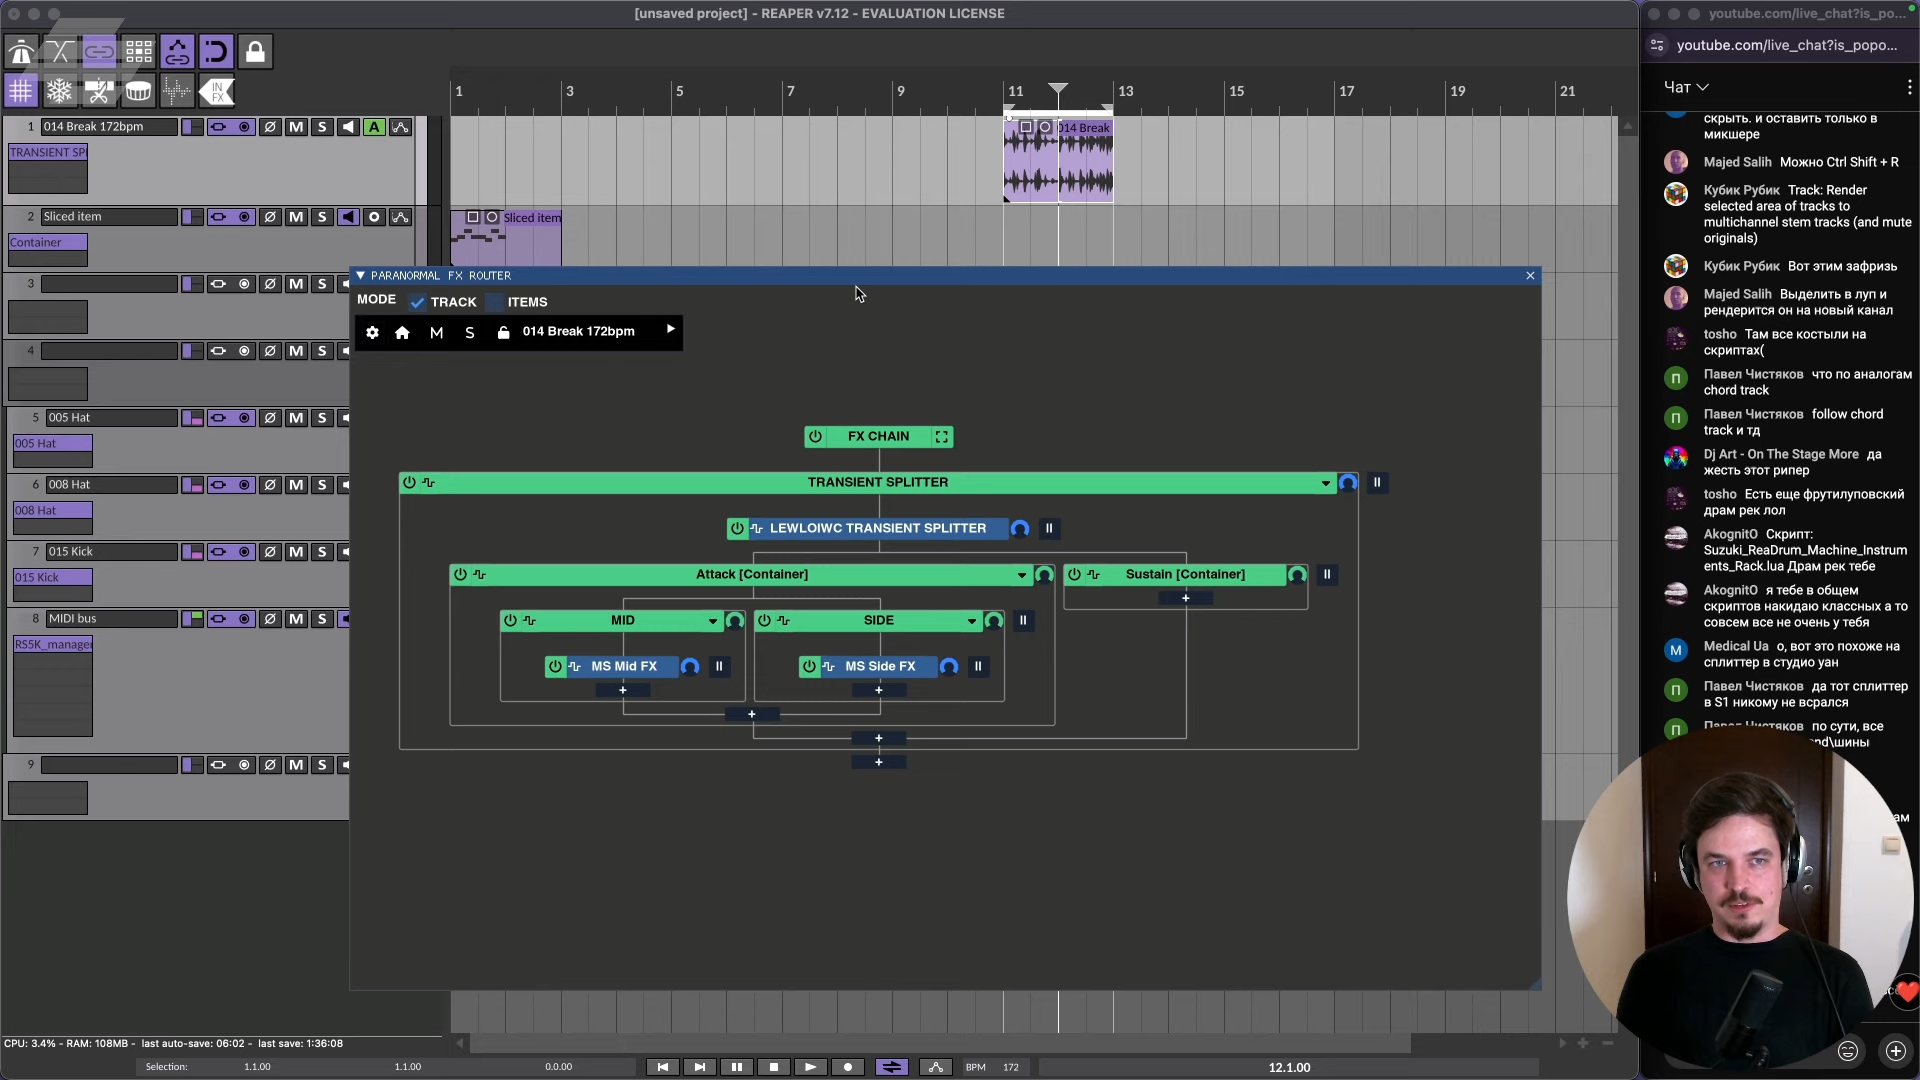 [unsaved project] - REAPER v7.12 - EVALUATION LICENSE
youtube.com/live_chat?is_po...
youtube.com/live_chat?is_popo...
Чат
IN
FX
1
3
5
7
9
11
13
15
17
19
21
1
014 Break 172bpm
M
S
A
TRANSIENT SPl
014 Break
2
Sliced item
M
S
Container
Sliced item
3
M
S
4
M
S
5
005 Hat
M
S
005 Hat
6
008 Hat
M
S
008 Hat
7
015 Kick
M
S
015 Kick
8
MIDI bus
M
S
RS5K_manager
9
M
S
PARANORMAL FX ROUTER
MODE
TRACK
ITEMS
M
S
014 Break 172bpm
FX CHAIN
TRANSIENT SPLITTER
LEWLOIWC TRANSIENT SPLITTER
Attack [Container]
Sustain [Container]
+
MID
SIDE
MS Mid FX
MS Side FX
+
+
+
+
+
скрыть. и оставить только в
микшере
Majed Salih Можно Ctrl Shift + R
Кубик Рубик Track: Render
selected area of tracks to
multichannel stem tracks (and mute
originals)
Кубик Рубик Вот этим зафризь
Majed Salih Выделить в луп и
рендерится он на новый канал
tosho Там все костыли на
скриптах(
П
Павел Чистяков что по аналогам
chord track
П
Павел Чистяков follow chord
track и тд
Dj Art - On The Stage More да
жесть этот рипер
tosho Есть еще фрутилуповский
драм рек лол
AkognitO Скрипт:
Suzuki_ReaDrum_Machine_Instrum
ents_Rack.lua Драм рек тебе
AkognitO я тебе в общем
скриптов накидаю классных а то
совсем все не очень у тебя
M
Medical Ua о, вот это похоже на
сплиттер в студио уан
П
Павел Чистяков да тот сплиттер
в S1 никому не всрался
П
Павел Чистяков по сути, все
nd\шины
ам
CPU: 3.4% - RAM: 108MB - last auto-save: 06:02 - last save: 1:36:08
Selection:
1.1.00
1.1.00
0.0.00
BPM
172
12.1.00